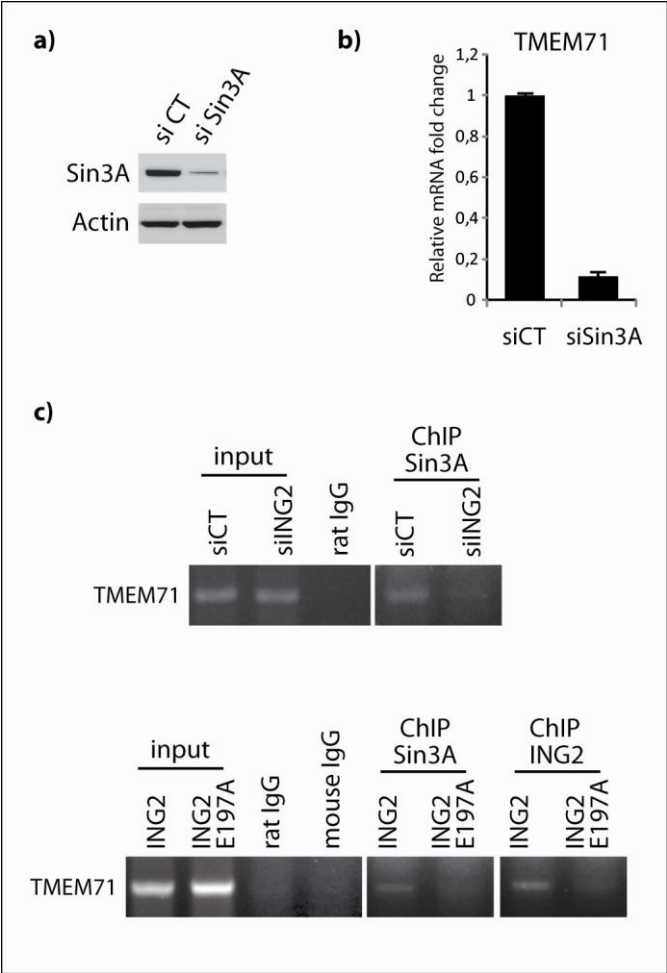 a)
si CT
si Sin3A
Sin3A
Actin
b)
TMEM71
Relative mRNA fold change
1,2
1
0,8
0,6
0,4
0,2
0
siCT
siSin3A
c)
input
ChIP
Sin3A
siCT
siING2
rat IgG
siCT
siING2
TMEM71
input
ChIP
Sin3A
ChIP
ING2
ING2
ING2
E197A
rat IgG
mouse IgG
ING2
ING2
E197A
ING2
ING2
E197A
TMEM71